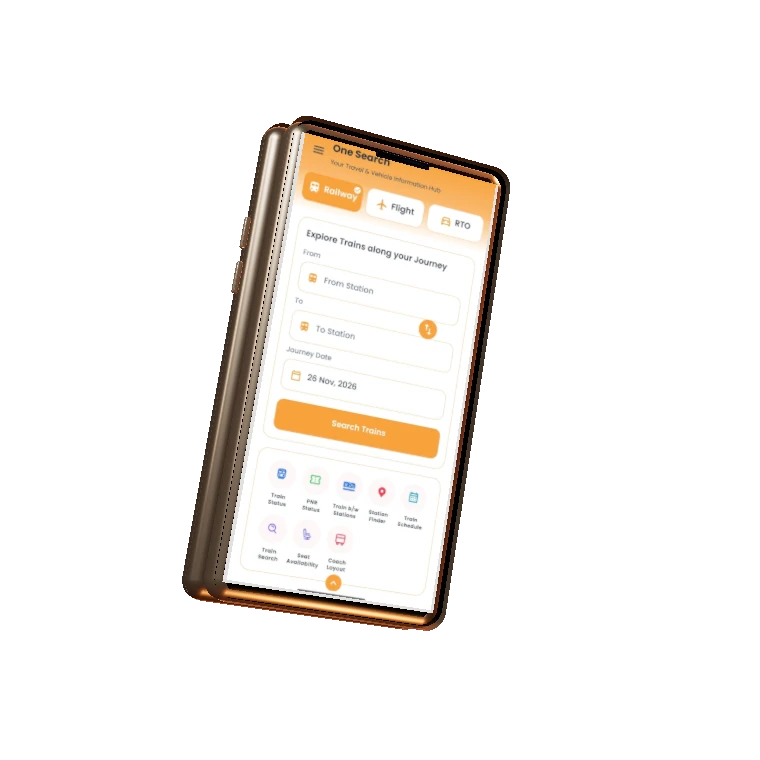 One Search
Your Travel & Vehicle Information Hub
Railway
Flight
RTO
Explore Trains along your Journey
From
From Station
To
To Station
Journey Date
26 Nov, 2026
Search Trains
Train Status
PNR Status
Train b/w Stations
Station Finder
Train Schedule
Train Search
Seat Availability
Coach Layout